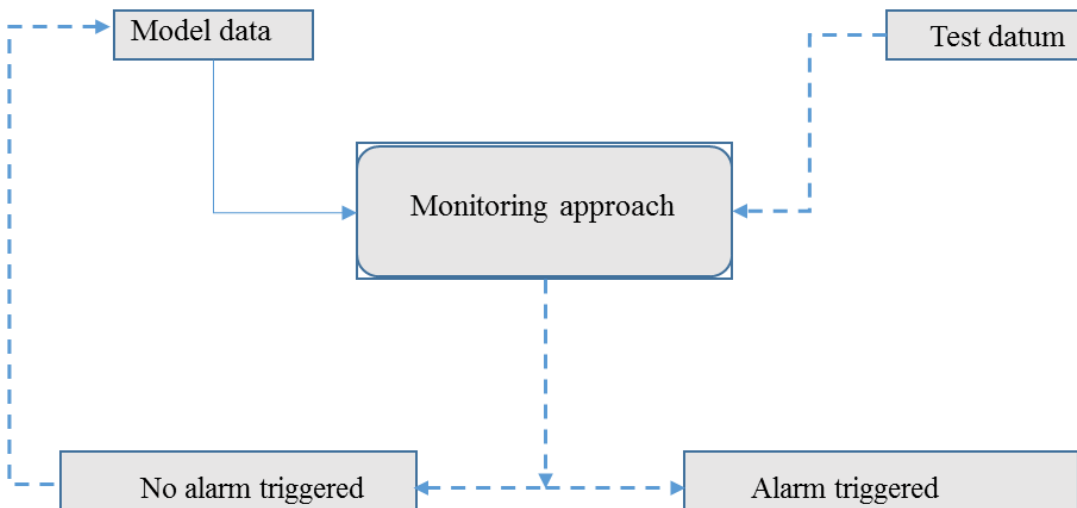 Model data
Test datum
Monitoring approach
No alarm triggered
Alarm triggered